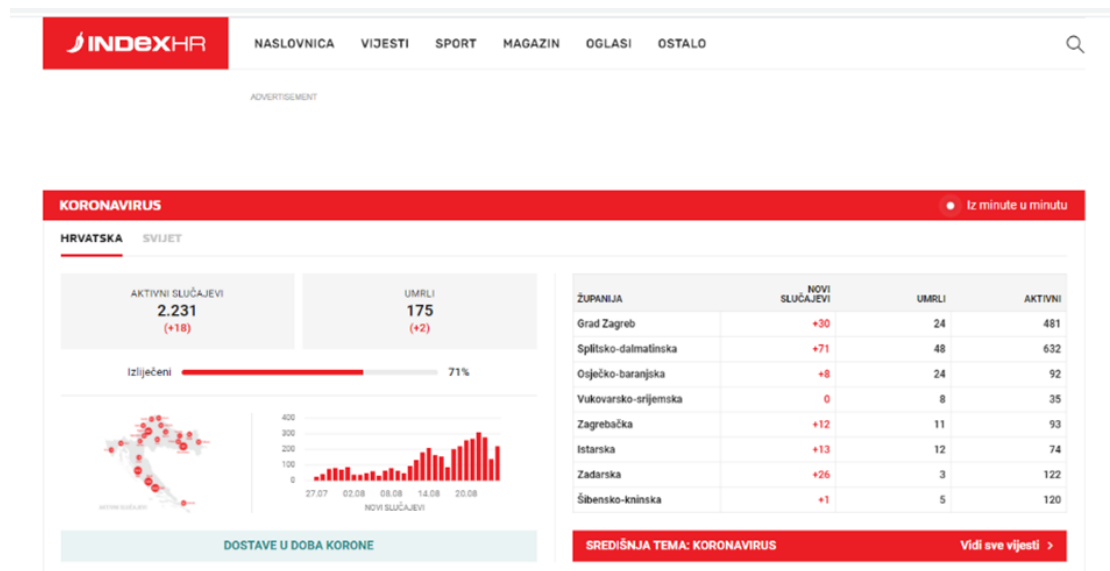 INDEXHR NASLOVNICA VIJESTI SPORT MAGAZIN OGLASI OSTALO
ADVERTISEMENT
KORONAVIRUS Iz minute u minutu
HRVATSKA SVIJET
AKTIVNI SLUČAJEVI
2.231
(+18)
UMRLI
175
(+2)
Izliječeni 71%
400
300
200
100
0
27.07 02.08 08.08 14.08 20.08
NOVI SLUČAJEVI
AKTIVNI SLUČAJEVI
DOSTAVE U DOBA KORONE
ŽUPANIJA NOVI SLUČAJEVI UMRLI AKTIVNI
Grad Zagreb +30 24 481
Splitsko-dalmatinska +71 48 632
Osječko-baranjska +8 24 92
Vukovarsko-srijemska 0 8 35
Zagrebačka +12 11 93
Istarska +13 12 74
Zadarska +26 3 122
Šibensko-kninska +1 5 120
SREDIŠNJA TEMA: KORONAVIRUS Vidi sve vijesti >